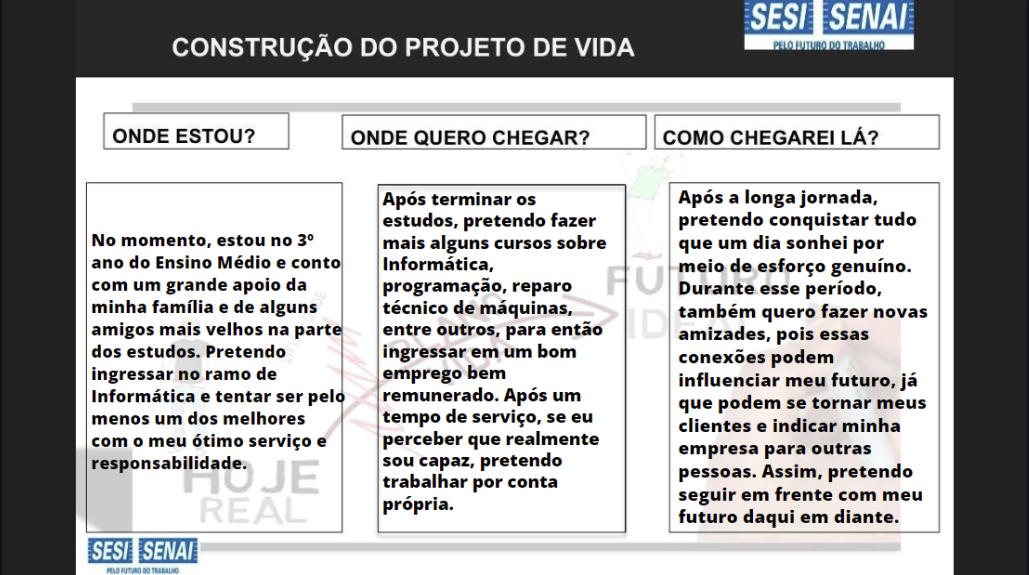 CONSTRUÇÃO DO PROJETO DE VIDA
SESI SENAI
PELO FUTURO DO TRABALHO
ONDE ESTOU?
ONDE QUERO CHEGAR?
COMO CHEGAREI LÁ?
No momento, estou no 3º
ano do Ensino Médio e conto
com um grande apoio da
minha família e de alguns
amigos mais velhos na parte
dos estudos. Pretendo
ingressar no ramo de
Informática e tentar ser pelo
menos um dos melhores
com o meu ótimo serviço e
responsabilidade.
Após terminar os
estudos, pretendo fazer
mais alguns cursos sobre
Informática,
programação, reparo
técnico de máquinas,
entre outros, para então
ingressar em um bom
emprego bem
remunerado. Após um
tempo de serviço, se eu
perceber que realmente
sou capaz, pretendo
trabalhar por conta
própria.
Após a longa jornada,
pretendo conquistar tudo
que um dia sonhei por
meio de esforço genuíno.
Durante esse período,
também quero fazer novas
amizades, pois essas
conexões podem
influenciar meu futuro, já
que podem se tornar meus
clientes e indicar minha
empresa para outras
pessoas. Assim, pretendo
seguir em frente com meu
futuro daqui em diante.
FUTURO
IDEAL
HOJE
REAL
SESI SENAI
PELO FUTURO DO TRABALHO